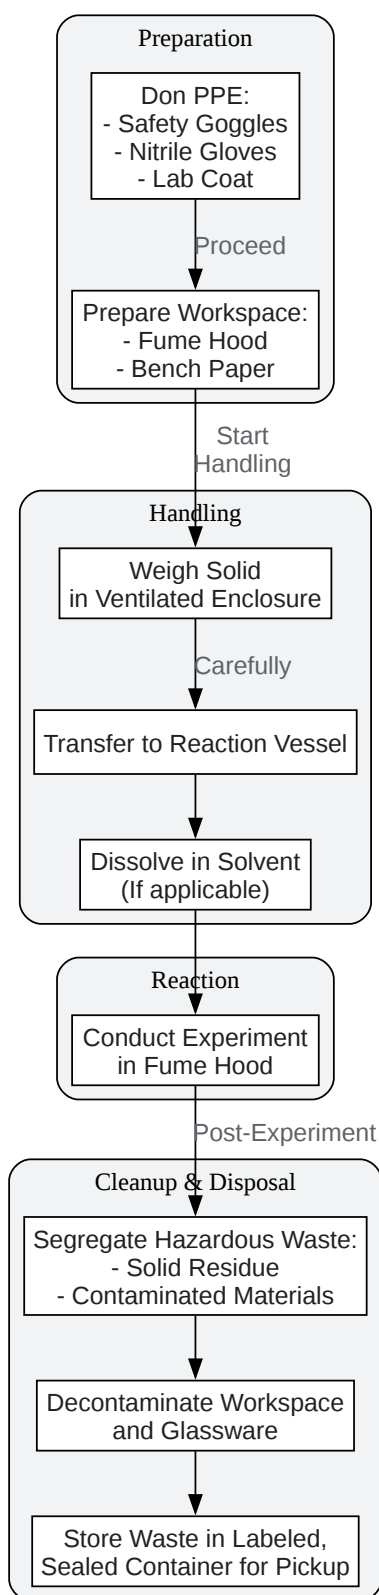 Preparation
Don PPE:
- Safety Goggles
- Nitrile Gloves
- Lab Coat
Proceed
Prepare Workspace:
- Fume Hood
- Bench Paper
Start
Handling
Handling
Weigh Solid
in Ventilated Enclosure
Carefully
Transfer to Reaction Vessel
Dissolve in Solvent
(If applicable)
Reaction
Conduct Experiment
in Fume Hood
Post-Experiment
Cleanup & Disposal
Segregate Hazardous Waste:
- Solid Residue
- Contaminated Materials
Decontaminate Workspace
and Glassware
Store Waste in Labeled,
Sealed Container for Pickup